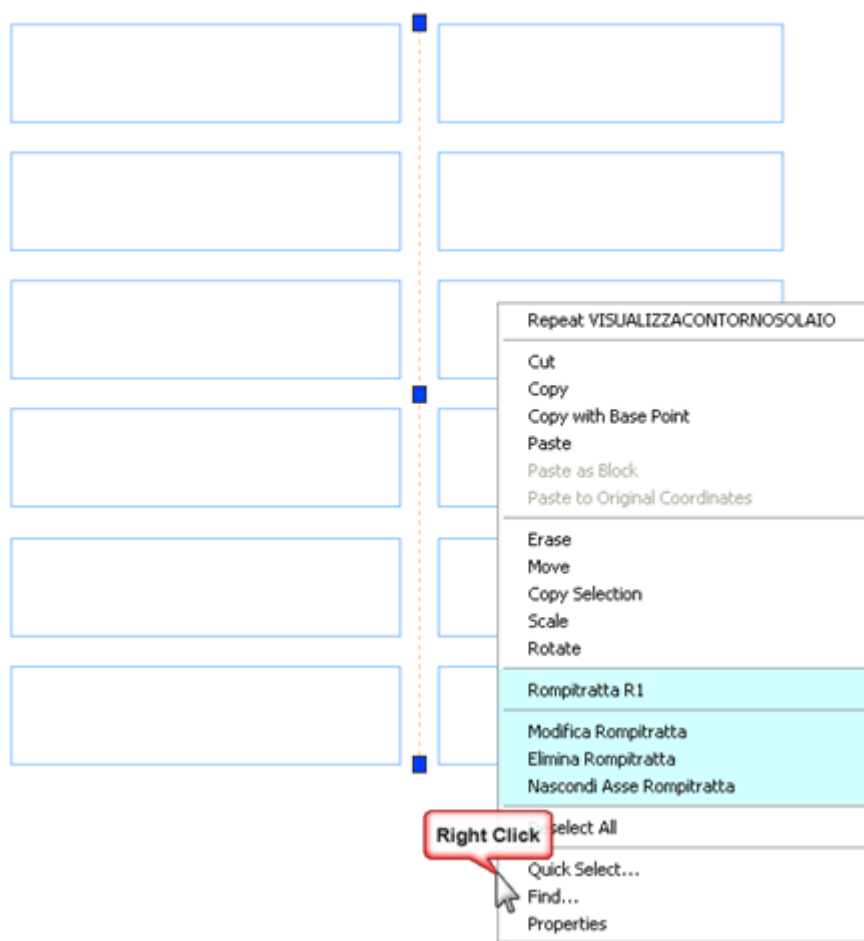 Repeat VISUALIZZACONTORNOSOLAIO
Cut
Copy
Copy with Base Point
Paste
Paste as Block
Paste to Original Coordinates
Erase
Move
Copy Selection
Scale
Rotate
Rompitratta R1
Modifica Rompitratta
Elimina Rompitratta
Nascondi Asse Rompitratta
Right Click
eselect All
Quick Select...
Find...
Properties